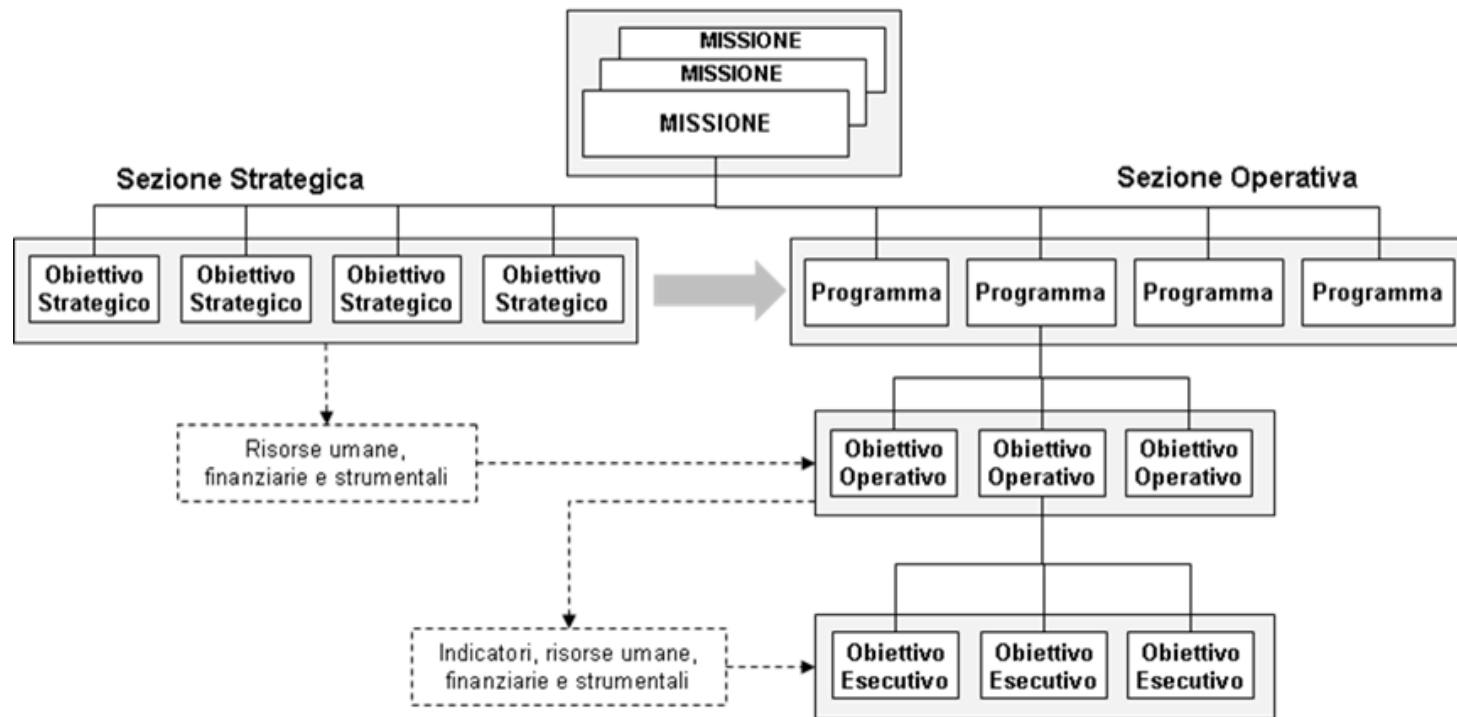 MISSIONE
MISSIONE
MISSIONE
Sezione Strategica
Sezione Operativa
Obiettivo
Strategico
Obiettivo
Strategico
Obiettivo
Strategico
Obiettivo
Strategico
Programma
Programma
Programma
Programma
Risorse umane,
finanziarie e strumentali
Obiettivo
Operativo
Obiettivo
Operativo
Obiettivo
Operativo
Indicatori, risorse umane,
finanziarie e strumentali
Obiettivo
Esecutivo
Obiettivo
Esecutivo
Obiettivo
Esecutivo